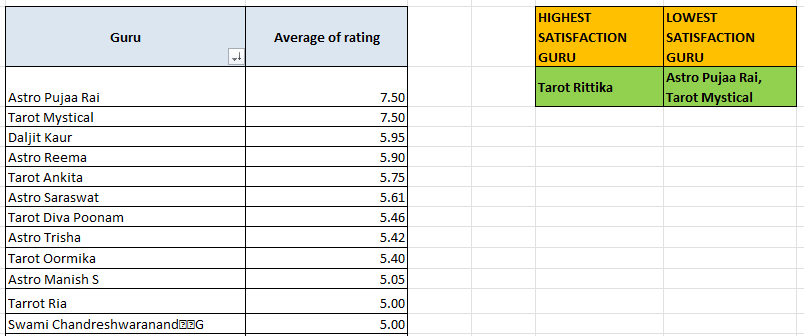 Guru Average of rating
Astro Pujaa Rai 7.50
Tarot Mystical 7.50
Daljit Kaur 5.95
Astro Reema 5.90
Tarot Ankita 5.75
Astro Saraswat 5.61
Tarot Diva Poonam 5.46
Astro Trisha 5.42
Tarot Oormika 5.40
Astro Manish S 5.05
Tarrot Ria 5.00
Swami Chandreshwaranand⍰⍰G 5.00
HIGHEST
SATISFACTION
GURU
LOWEST
SATISFACTION
GURU
Tarot Rittika
Astro Pujaa Rai,
Tarot Mystical